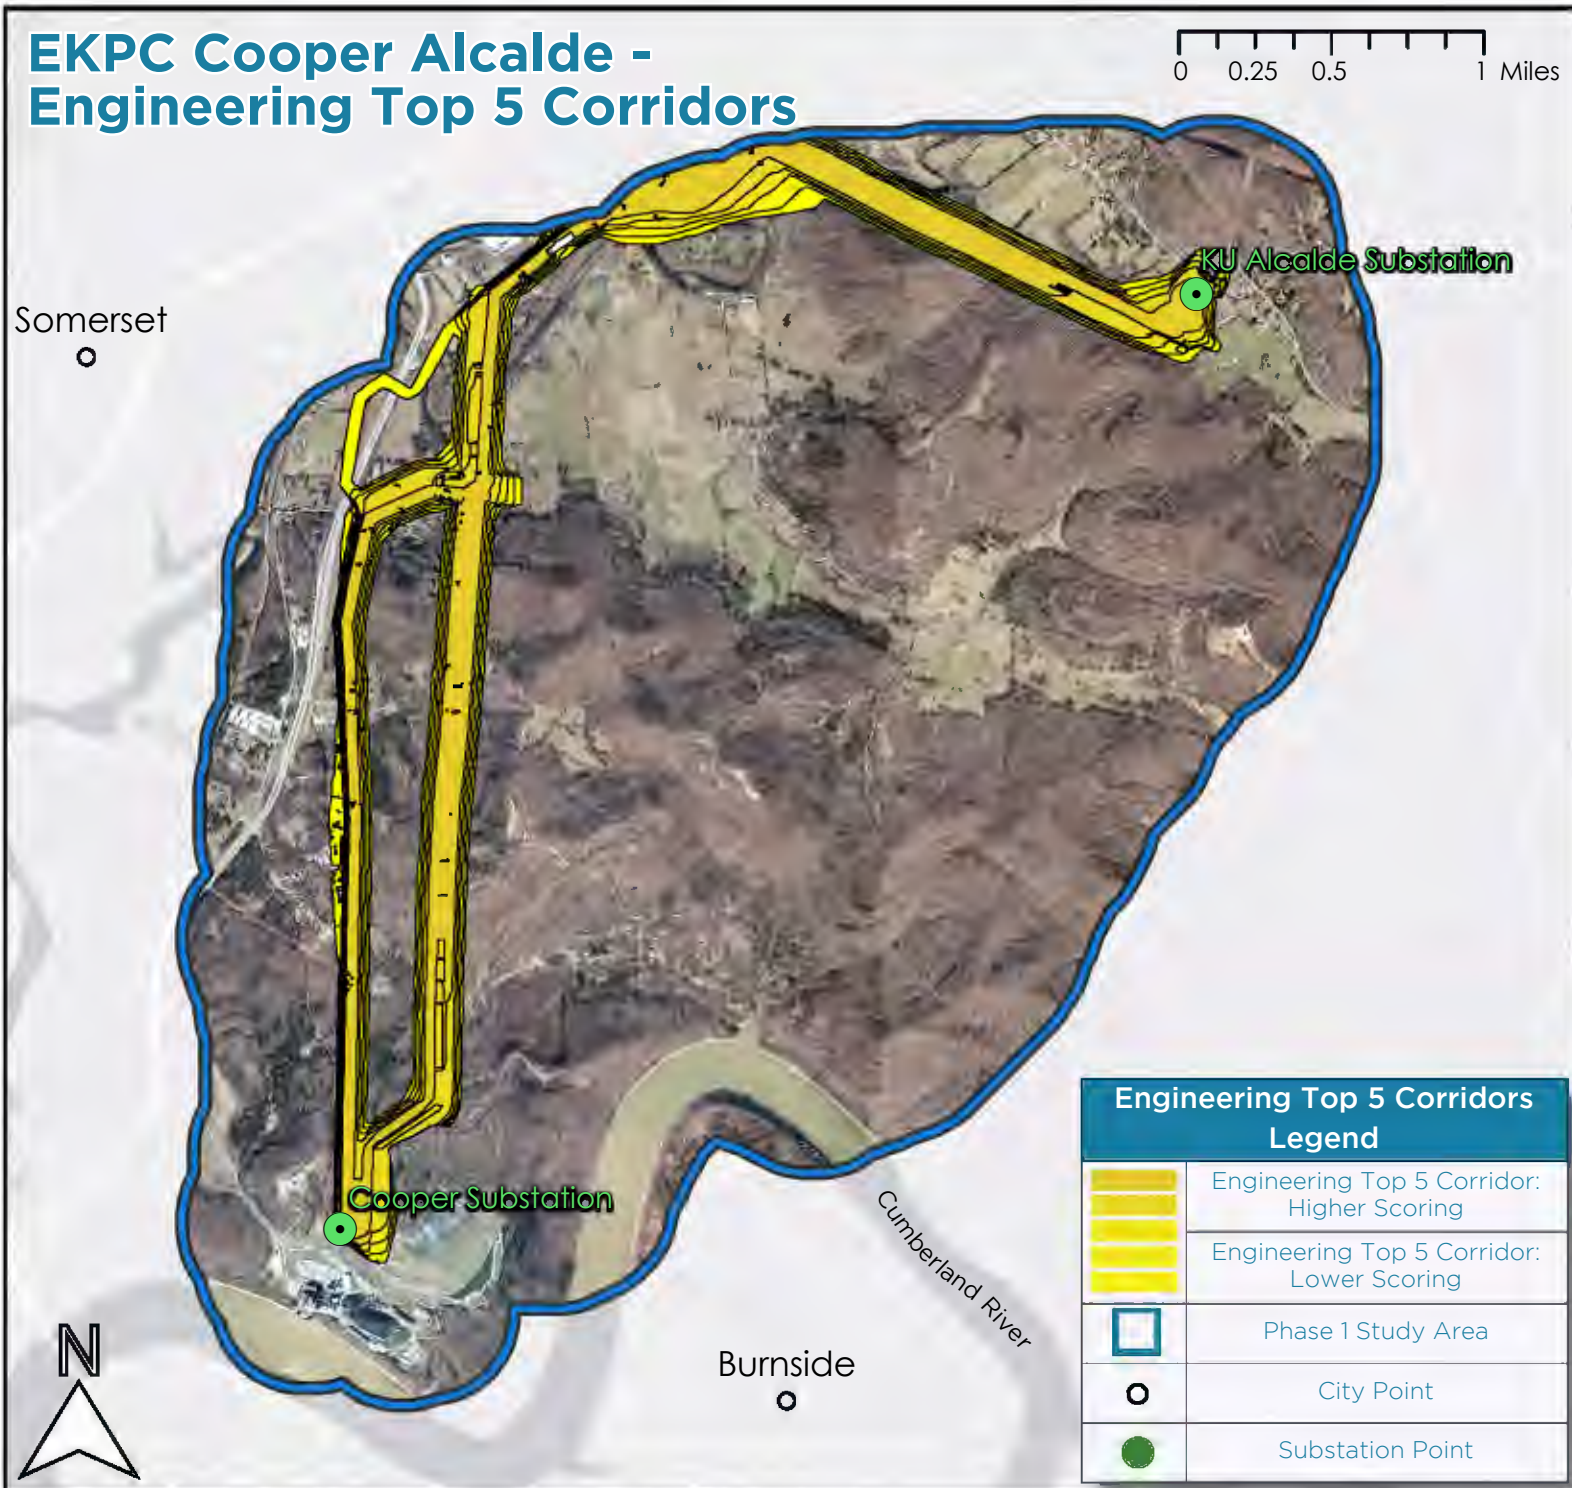 EKPC Cooper Alcalde -
Engineering Top 5 Corridors
0 0.25 0.5 1 Miles
KU Alcalde Substation
Somerset
Cooper Substation
Cumberland River
Burnside
N
Engineering Top 5 Corridors
Legend
Engineering Top 5 Corridor:
Higher Scoring
Engineering Top 5 Corridor:
Lower Scoring
Phase 1 Study Area
City Point
Substation Point